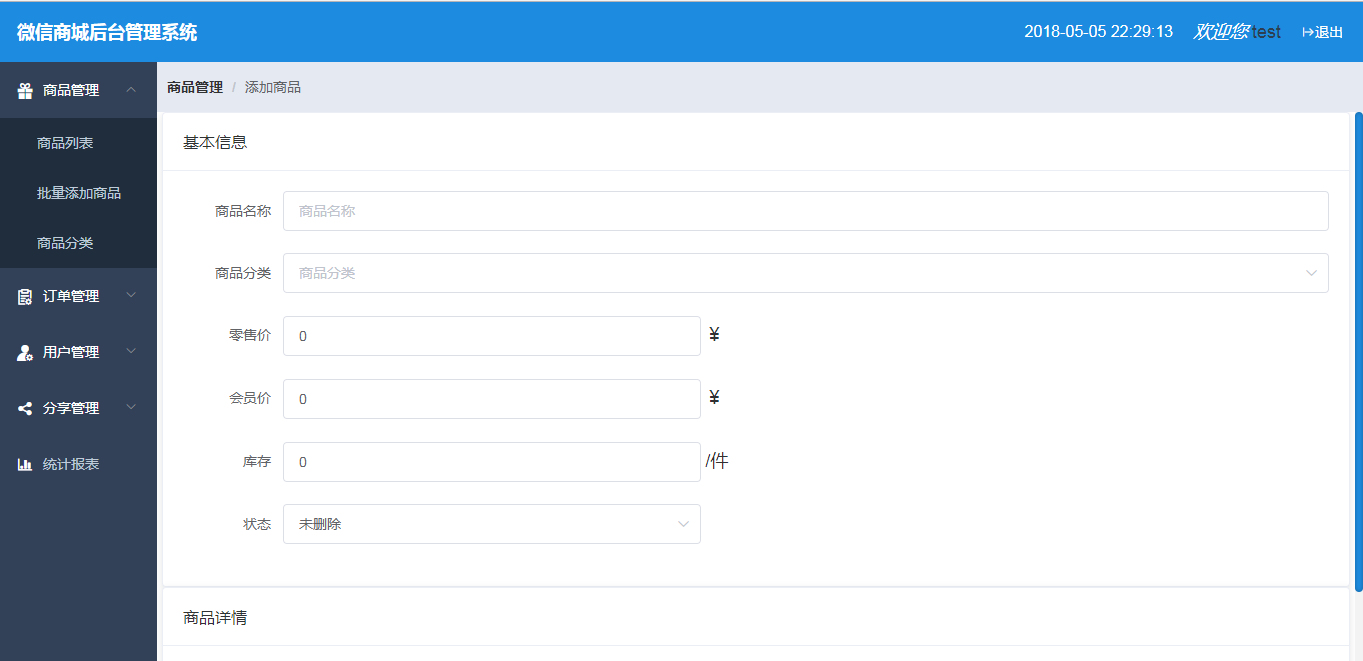 微信商城后台管理系统
2018-05-05 22:29:13 欢迎您 test 退出
商品管理
商品列表
批量添加商品
商品分类
订单管理
用户管理
分享管理
统计报表
商品管理 / 添加商品
基本信息
商品名称 商品名称
商品分类 商品分类
零售价 0 ¥
会员价 0 ¥
库存 0 /件
状态 未删除
商品详情